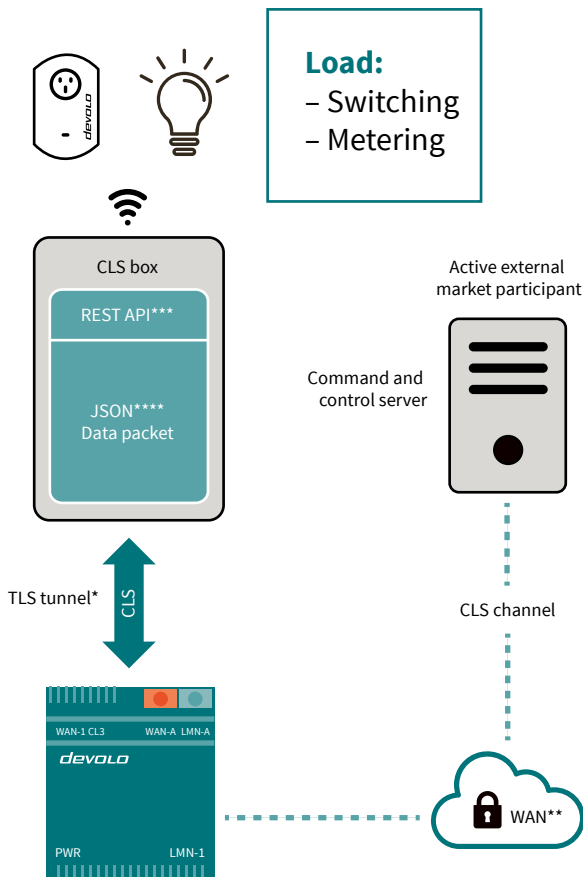 devolo
Load:
– Switching
– Metering
CLS box
REST API***
JSON****
Data packet
Active external
market participant
Command and
control server
TLS tunnel*
CLS
CLS channel
WAN-1 CL3 WAN-A LMN-A
devolo
PWR LMN-1
WAN**